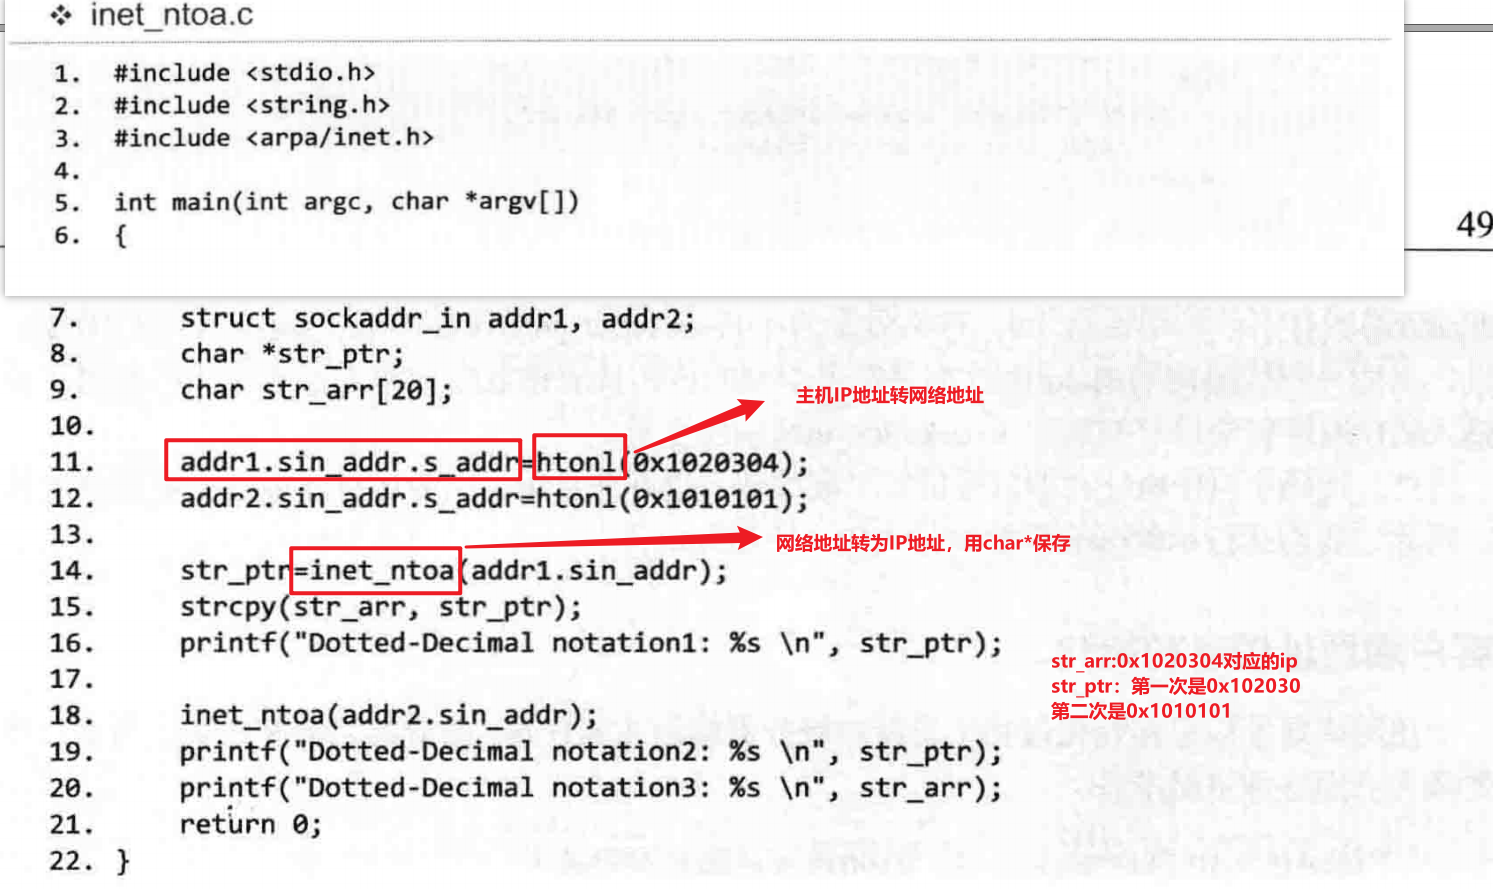 ❖ inet_ntoa.c
1. #include <stdio.h>
2. #include <string.h>
3. #include <arpa/inet.h>
4.
5. int main(int argc, char *argv[])
6. {
49
7. struct sockaddr_in addr1, addr2;
8. char *str_ptr;
9. char str_arr[20];
主机IP地址转网络地址
10.
11. addr1.sin_addr.s_addr=htonl(0x1020304);
12. addr2.sin_addr.s_addr=htonl(0x1010101);
13.
网络地址转为IP地址，用char*保存
14. str_ptr=inet_ntoa(addr1.sin_addr);
15. strcpy(str_arr, str_ptr);
16. printf("Dotted-Decimal notation1: %s \n", str_ptr);
str_arr:0x1020304对应的ip
str_ptr：第一次是0x102030
第二次是0x1010101
17.
18. inet_ntoa(addr2.sin_addr);
19. printf("Dotted-Decimal notation2: %s \n", str_ptr);
20. printf("Dotted-Decimal notation3: %s \n", str_arr);
21. return 0;
22. }